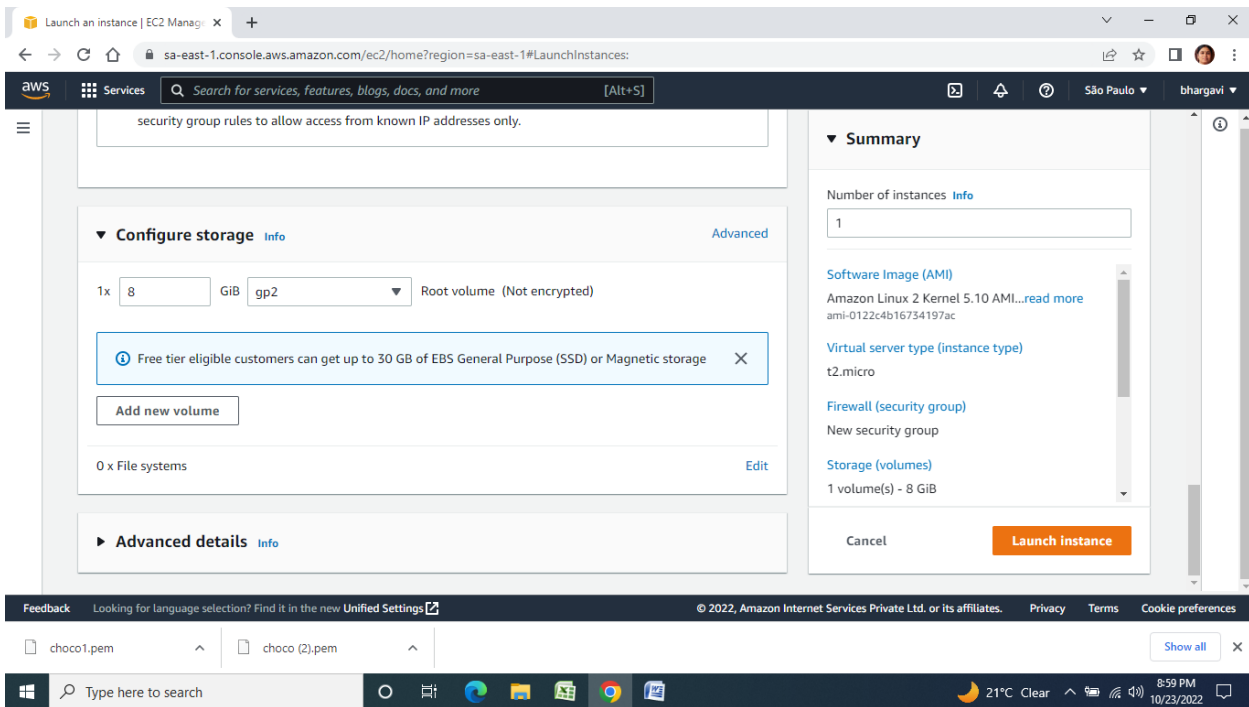 Launch an instance | EC2 Manage
sa-east-1.console.aws.amazon.com/ec2/home?region=sa-east-1#LaunchInstances:
aws
Services
Search for services, features, blogs, docs, and more
[Alt+S]
São Paulo
bhargavi
security group rules to allow access from known IP addresses only.
Configure storage Info
Advanced
1x 8 GiB gp2 Root volume (Not encrypted)
Free tier eligible customers can get up to 30 GB of EBS General Purpose (SSD) or Magnetic storage
Add new volume
0 x File systems
Edit
Advanced details Info
Summary
Number of instances Info
1
Software Image (AMI)
Amazon Linux 2 Kernel 5.10 AMI...read more
ami-0122c4b16734197ac
Virtual server type (instance type)
t2.micro
Firewall (security group)
New security group
Storage (volumes)
1 volume(s) - 8 GiB
Cancel
Launch instance
Feedback
Looking for language selection? Find it in the new Unified Settings
© 2022, Amazon Internet Services Private Ltd. or its affiliates.
Privacy
Terms
Cookie preferences
choco1.pem
choco (2).pem
Show all
Type here to search
21°C Clear
8:59 PM
10/23/2022